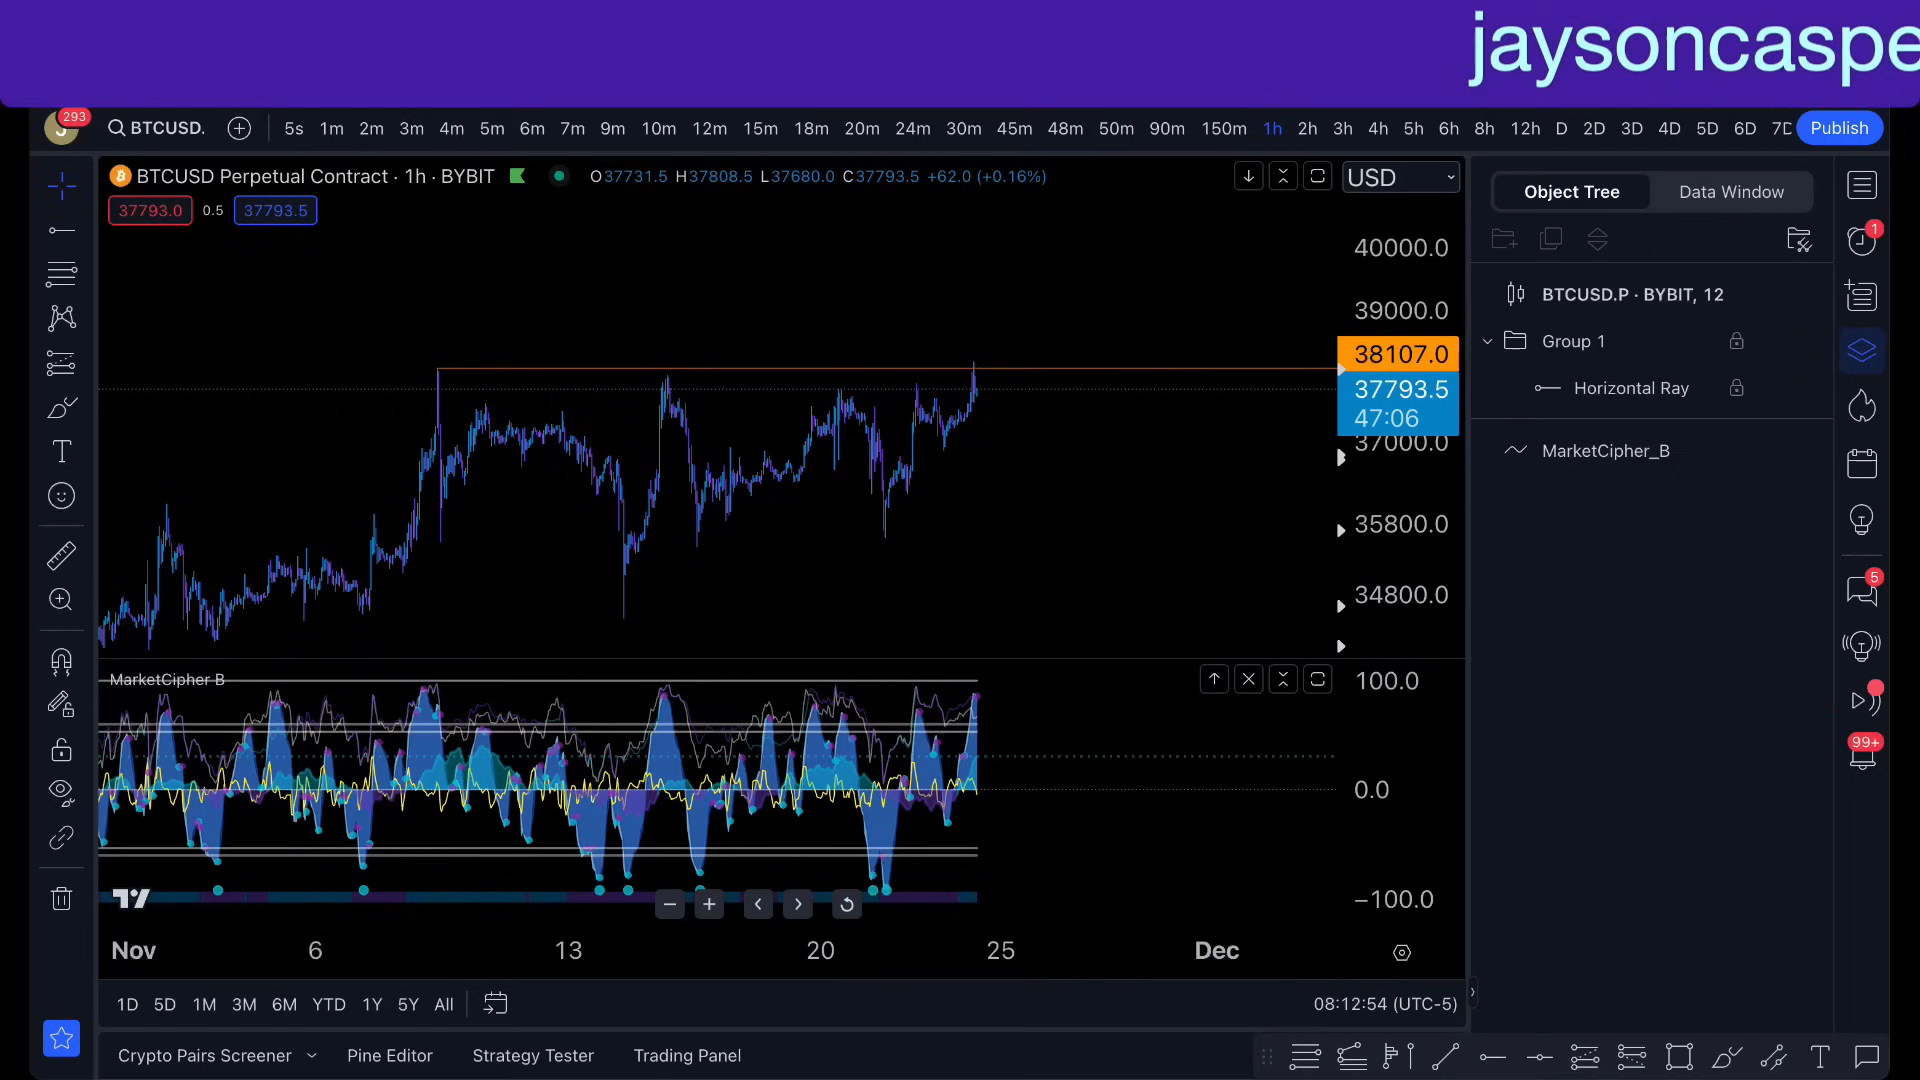 jaysoncaspe
293
BTCUSD.
5s 1m 2m 3m 4m 5m 6m 7m 9m 10m 12m 15m 18m 20m 24m 30m 45m 48m 50m 90m 150m 1h 2h 3h 4h 5h 6h 8h 12h D 2D 3D 4D 5D 6D 7D
Publish
BTCUSD Perpetual Contract · 1h · BYBIT
O37731.5 H37808.5 L37680.0 C37793.5 +62.0 (+0.16%)
USD
37793.0 0.5 37793.5
40000.0
39000.0
38107.0
37793.5
47:06
37000.0
35800.0
34800.0
MarketCipher B
100.0
0.0
−100.0
Nov 6 13 20 25 Dec
1D 5D 1M 3M 6M YTD 1Y 5Y All
08:12:54 (UTC-5)
Crypto Pairs Screener Pine Editor Strategy Tester Trading Panel
Object Tree Data Window
BTCUSD.P · BYBIT, 12
Group 1
Horizontal Ray
MarketCipher_B
1
5
99+